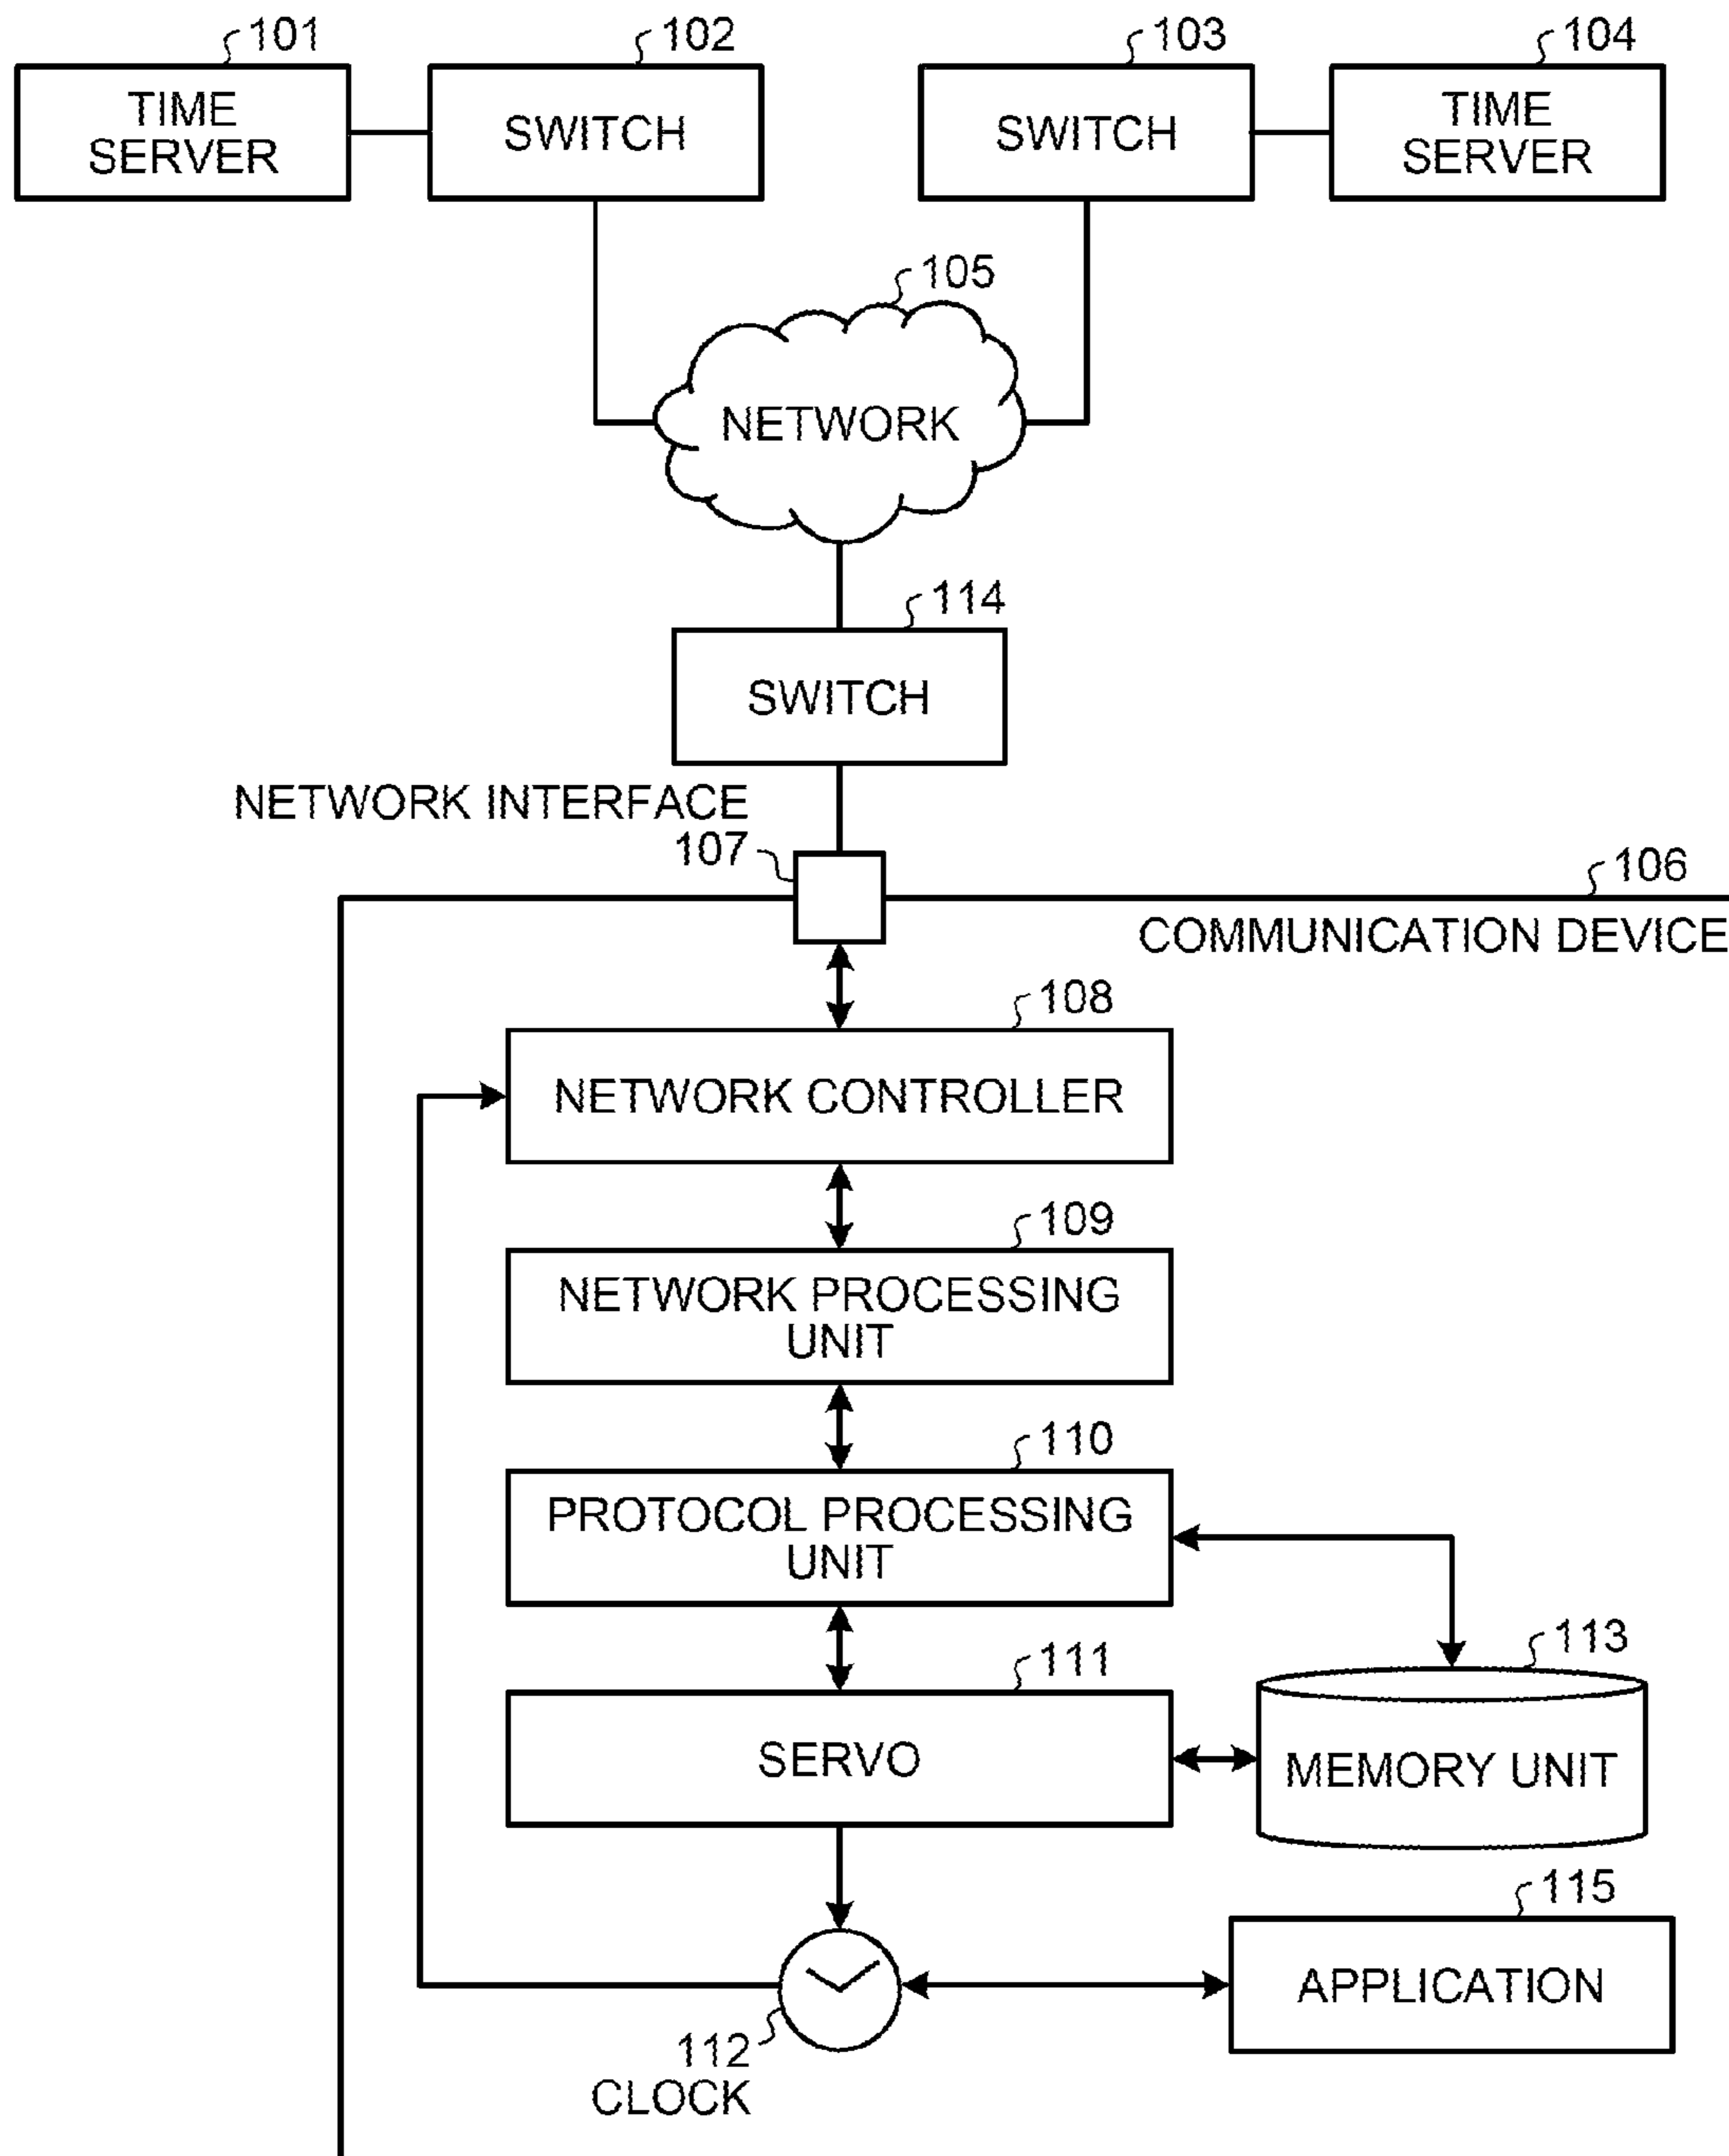 101
102
103
104
TIME
SERVER
SWITCH
SWITCH
TIME
SERVER
105
NETWORK
114
SWITCH
NETWORK INTERFACE
107
106
COMMUNICATION DEVICE
108
NETWORK CONTROLLER
109
NETWORK PROCESSING
UNIT
110
PROTOCOL PROCESSING
UNIT
111
113
SERVO
MEMORY UNIT
115
APPLICATION
112
CLOCK